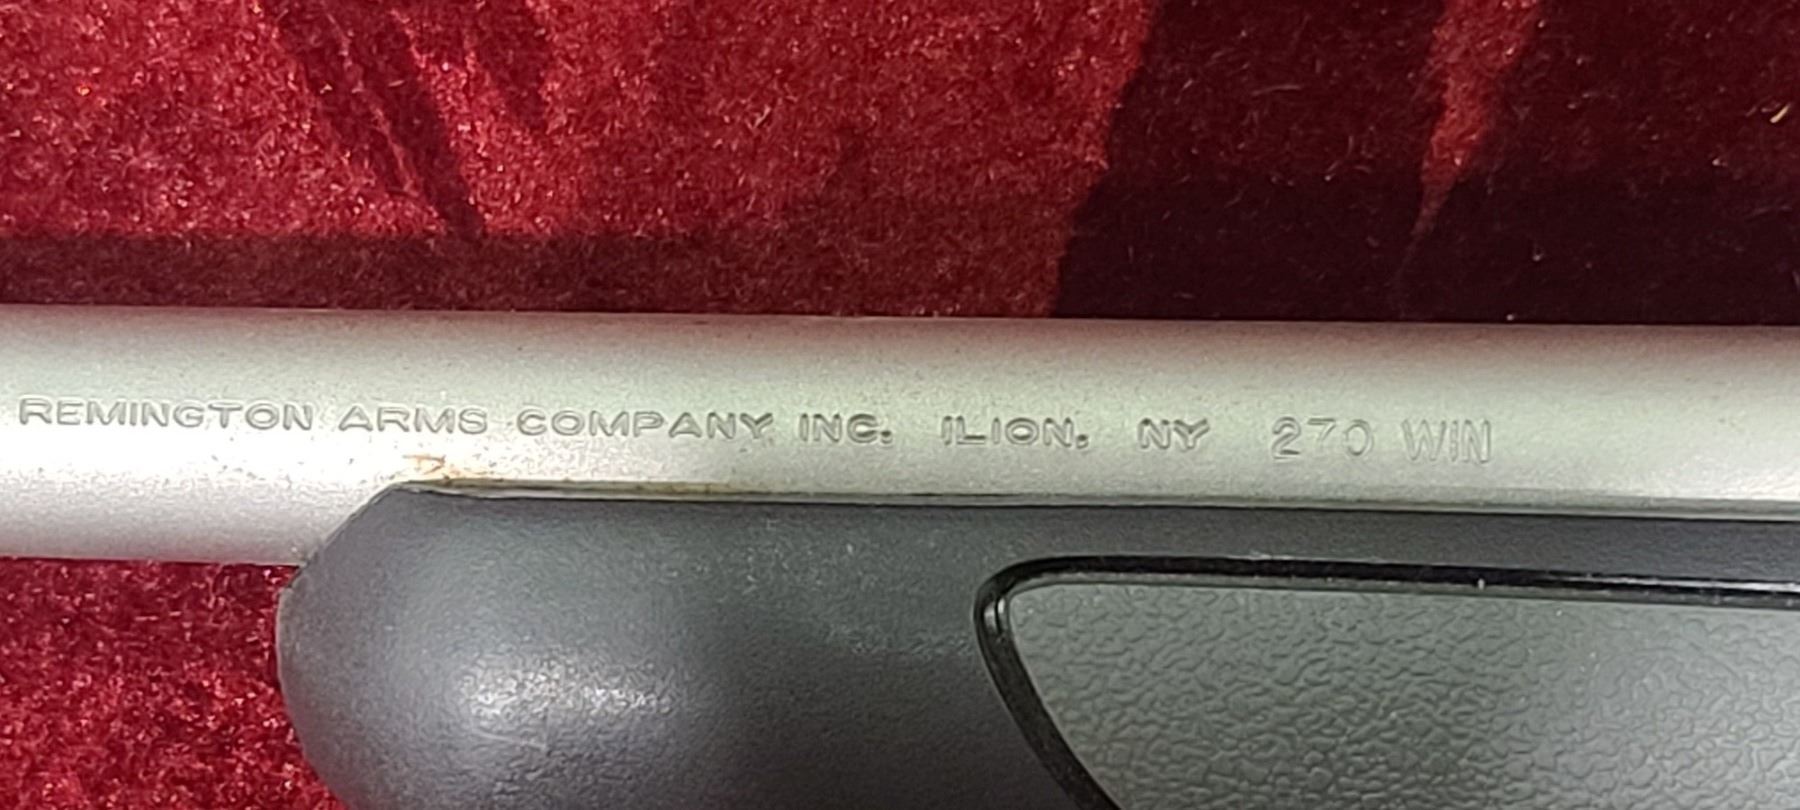 REMINGTON ARMS COMPANY, INC. ILION, NY 270 WIN